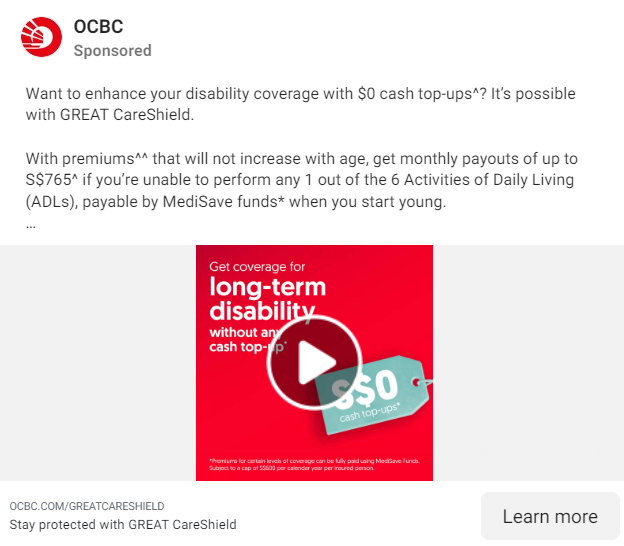 OCBC
Sponsored
Want to enhance your disability coverage with $0 cash top-ups^? It's possible
with GREAT CareShield.
With premiums^^ that will not increase with age, get monthly payouts of up to
S$765^ if you're unable to perform any 1 out of the 6 Activities of Daily Living
(ADLs), payable by MediSave funds* when you start young.
...
Get coverage for
long-term
disability
without any
cash top-up*
S$0
cash top-ups*
*Premiums for certain levels of coverage can be fully paid using MediSave Funds.
Subject to a cap of S$600 per calendar year per insured person.
OCBC.COM/GREATCARESHIELD
Stay protected with GREAT CareShield
Learn more